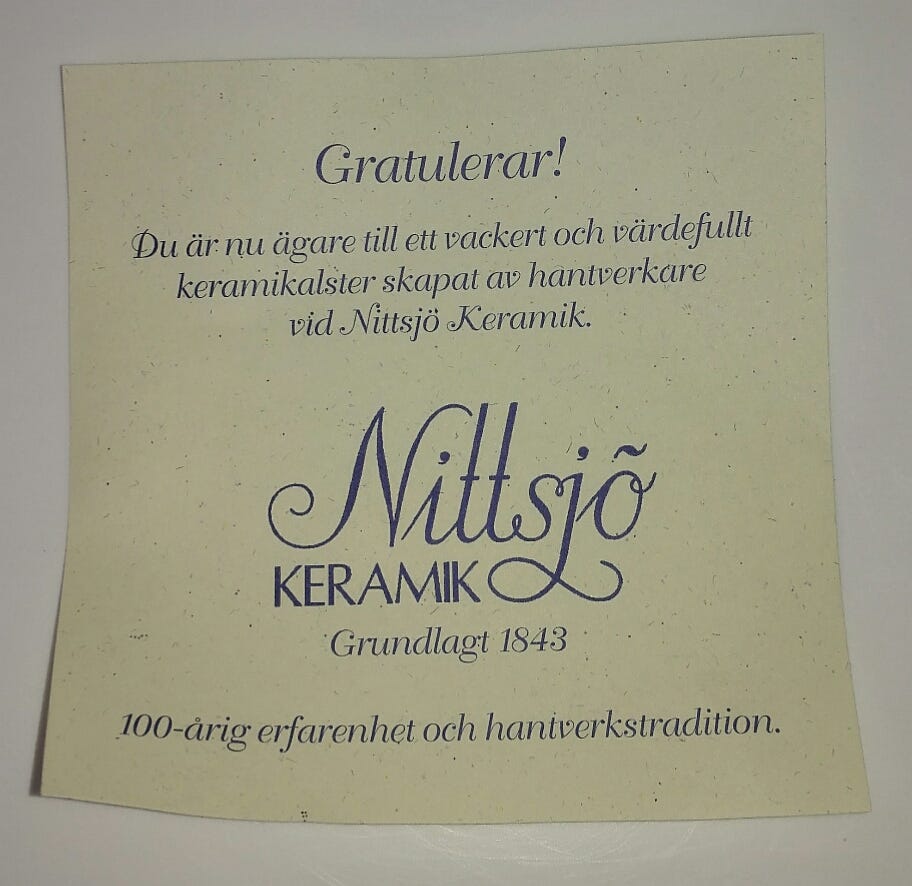 Gratulerar!
Du är nu ägare till ett vackert och värdefullt
keramikalster skapat av hantverkare
vid Nittsjö Keramik.
Nittsjö
KERAMIK
Grundlagt 1843
100-årig erfarenhet och hantverkstradition.